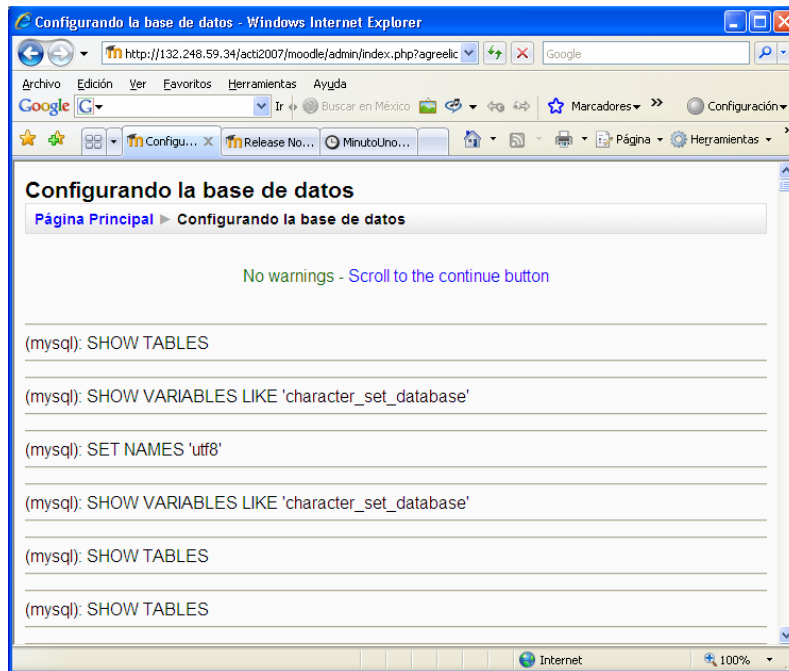 Configurando la base de datos - Windows Internet Explorer
http://132.248.59.34/acti2007/moodle/admin/index.php?agreelic
Google
Archivo Edición Ver Favoritos Herramientas Ayuda
Google G Ir Buscar en México Marcadores » Configuración
Configu... X Release No... MinutoUno... Página Herramientas »
Configurando la base de datos
Página Principal ► Configurando la base de datos
No warnings - Scroll to the continue button
(mysql): SHOW TABLES
(mysql): SHOW VARIABLES LIKE 'character_set_database'
(mysql): SET NAMES 'utf8'
(mysql): SHOW VARIABLES LIKE 'character_set_database'
(mysql): SHOW TABLES
(mysql): SHOW TABLES
Internet 100%